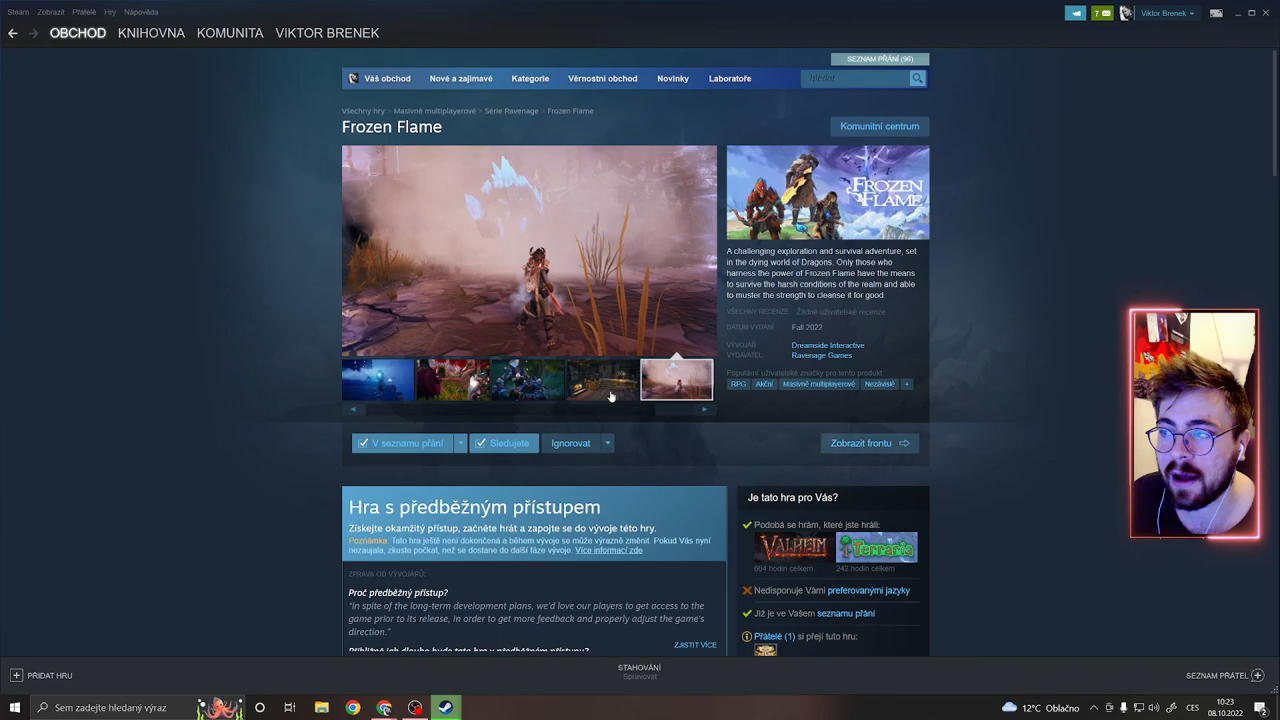 Steam Zobrazit Přátelé Hry Nápověda
7
Viktor Brenek
OBCHOD KNIHOVNA KOMUNITA VIKTOR BRENEK
SEZNAM PŘÁNÍ (96)
Váš obchod Nové a zajímavé Kategorie Věrnostní obchod Novinky Laboratoře
hledat
Všechny hry > Masivně multiplayerové > Série Ravenage > Frozen Flame
Frozen Flame
Komunitní centrum
FROZEN
FLAME
A challenging exploration and survival adventure, set
in the dying world of Dragons. Only those who
harness the power of Frozen Flame have the means
to survive the harsh conditions of the realm and able
to muster the strength to cleanse it for good.
VŠECHNY RECENZE: Žádné uživatelské recenze
DATUM VYDÁNÍ: Fall 2022
VÝVOJÁŘ: Dreamside Interactive
VYDAVATEL: Ravenage Games
Populární uživatelské značky pro tento produkt
RPG Akční Masivně multiplayerové Nezávislé +
V seznamu přání Sledujete Ignorovat Zobrazit frontu
Hra s předběžným přístupem
Získejte okamžitý přístup, začněte hrát a zapojte se do vývoje této hry.
Poznámka: Tato hra ještě není dokončená a během vývoje se může výrazně změnit. Pokud Vás nyní
nezaujala, zkuste počkat, než se dostane do další fáze vývoje. Více informací zde
ZPRÁVA OD VÝVOJÁŘŮ:
Proč předběžný přístup?
“In spite of the long-term development plans, we'd love our players to get access to the
game prior to its release, in order to get more feedback and properly adjust the game's
direction.”
Přibližně jak dlouho bude tato hra v předběžném přístupu?
ZJISTIT VÍCE
Je tato hra pro Vás?
Podobá se hrám, které jste hráli:
VALHEIM Terraria
664 hodin celkem 242 hodin celkem
Nedisponuje Vámi preferovanými jazyky
Již je ve Vašem seznamu přání
Přátelé (1) si přejí tuto hru:
PŘIDAT HRU
STAHOVÁNÍ
Spravovat
SEZNAM PŘÁTEL
Sem zadejte hledaný výraz
12°C Oblačno
CES
10:23
08.10.2022
2